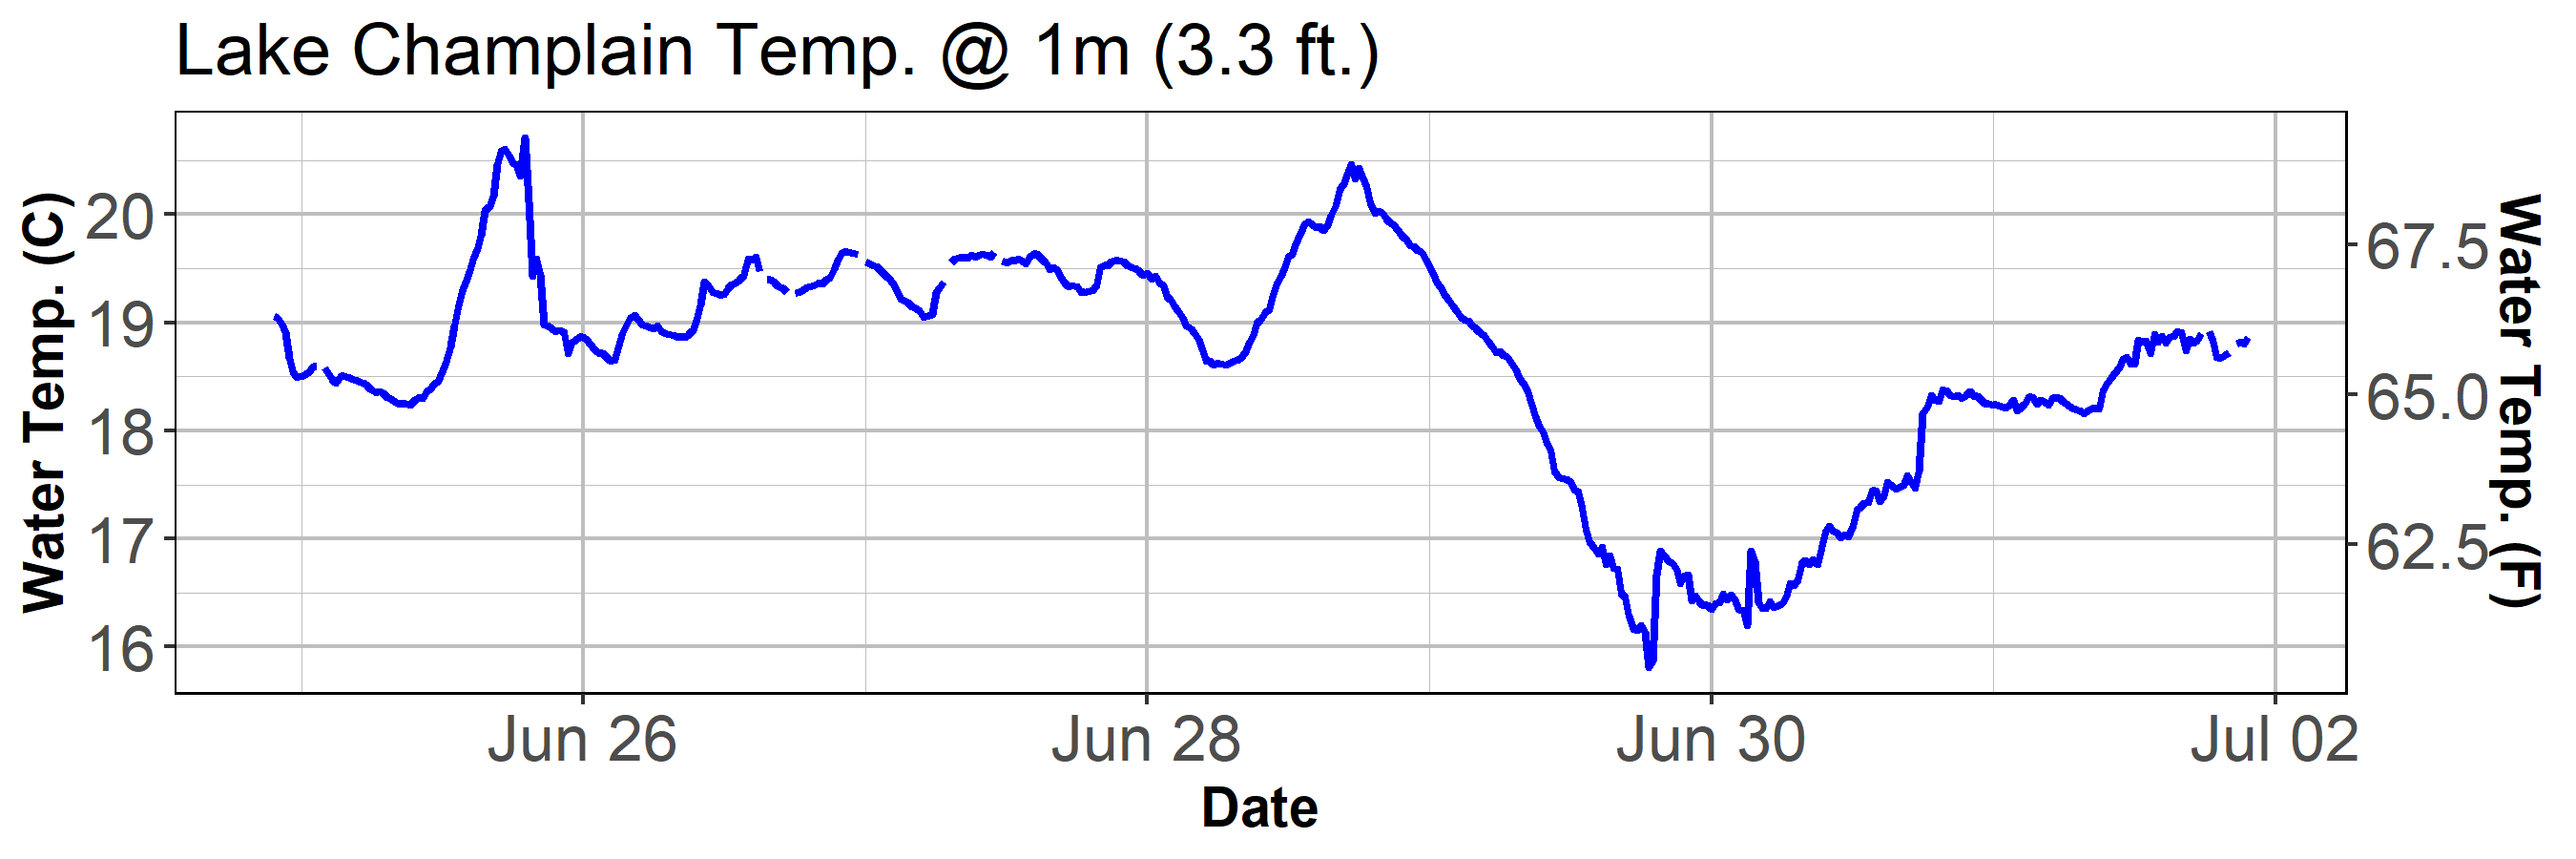 Lake Champlain Temp. @ 1m (3.3 ft.)
Water Temp. (C)
20
19
18
17
16
67.5
65.0
62.5
Water Temp. (F)
Jun 26
Jun 28
Jun 30
Jul 02
Date